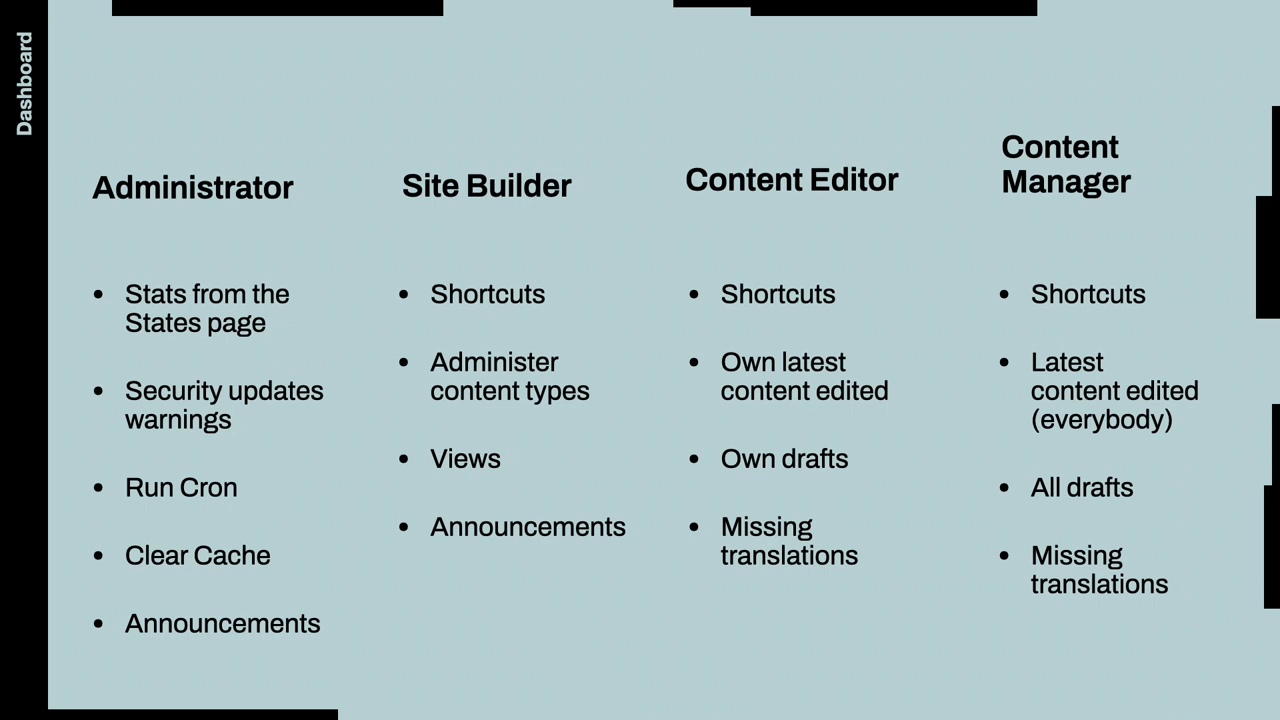 Dashboard
Administrator
Stats from the
States page
Security updates
warnings
Run Cron
Clear Cache
Announcements
Site Builder
Shortcuts
Administer
content types
Views
Announcements
Content Editor
Shortcuts
Own latest
content edited
Own drafts
Missing
translations
Content
Manager
Shortcuts
Latest
content edited
(everybody)
All drafts
Missing
translations